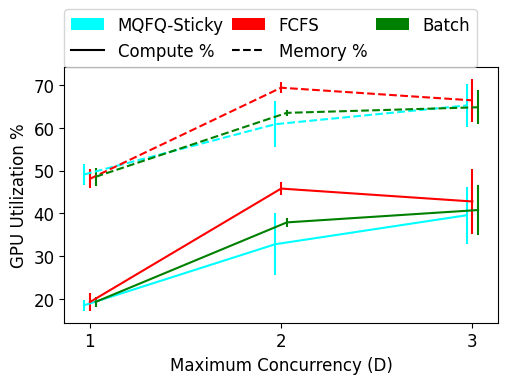 MQFQ-Sticky FCFS Batch
Compute % Memory %
70
60
50
40
30
20
GPU Utilization %
1 2 3
Maximum Concurrency (D)